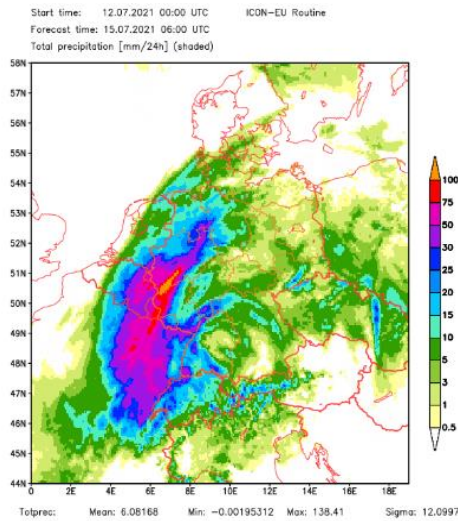 Start time: 12.07.2021 00:00 UTC ICON-EU Routine
Forecast time: 15.07.2021 06:00 UTC
Total precipitation [mm/24h] (shaded)
58N
57N
56N
55N
54N
53N
52N
51N
50N
49N
48N
47N
46N
45N
44N
0
2E
4E
6E
8E
10E
12E
14E
16E
18E
100
75
50
30
25
20
15
10
5
3
1
0.5
Totprec: Mean: 6.08168 Min: -0.00195312 Max: 138.41 Sigma: 12.0997